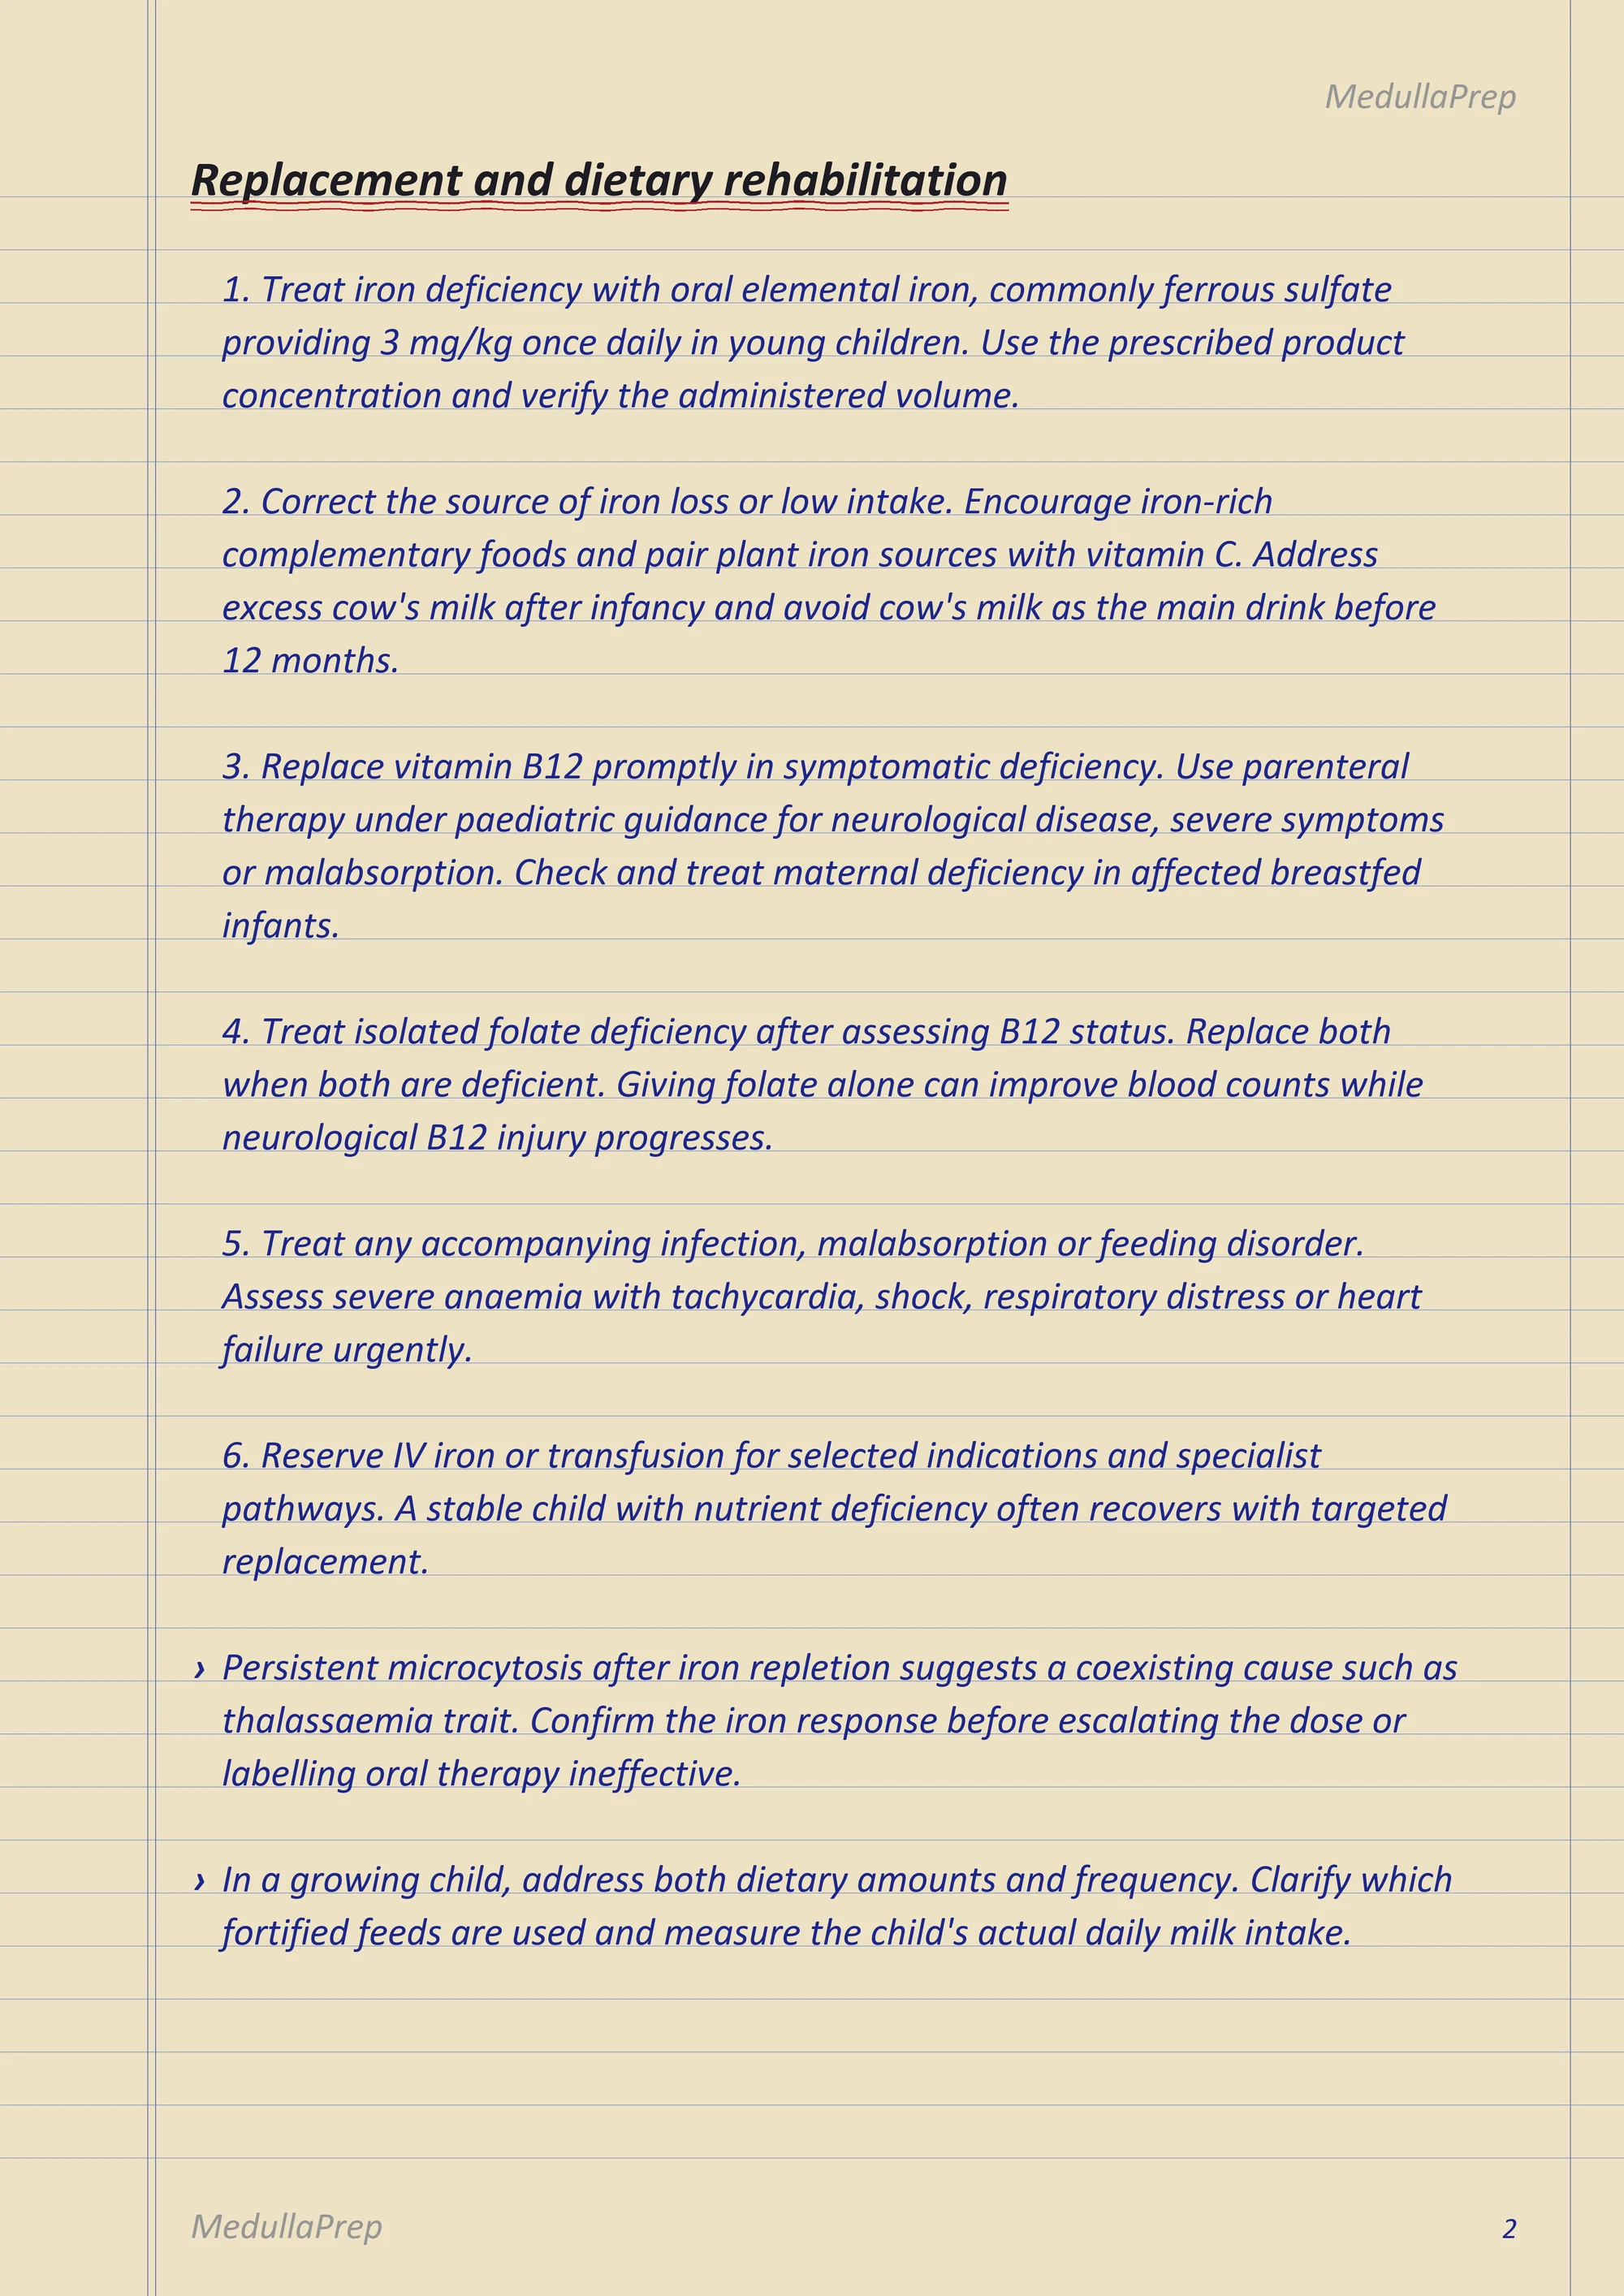 MedullaPrep
Replacement and dietary rehabilitation
1. Treat iron deficiency with oral elemental iron, commonly ferrous sulfate
providing 3 mg/kg once daily in young children. Use the prescribed product
concentration and verify the administered volume.
2. Correct the source of iron loss or low intake. Encourage iron-rich
complementary foods and pair plant iron sources with vitamin C. Address
excess cow's milk after infancy and avoid cow's milk as the main drink before
12 months.
3. Replace vitamin B12 promptly in symptomatic deficiency. Use parenteral
therapy under paediatric guidance for neurological disease, severe symptoms
or malabsorption. Check and treat maternal deficiency in affected breastfed
infants.
4. Treat isolated folate deficiency after assessing B12 status. Replace both
when both are deficient. Giving folate alone can improve blood counts while
neurological B12 injury progresses.
5. Treat any accompanying infection, malabsorption or feeding disorder.
Assess severe anaemia with tachycardia, shock, respiratory distress or heart
failure urgently.
6. Reserve IV iron or transfusion for selected indications and specialist
pathways. A stable child with nutrient deficiency often recovers with targeted
replacement.
› Persistent microcytosis after iron repletion suggests a coexisting cause such as
thalassaemia trait. Confirm the iron response before escalating the dose or
labelling oral therapy ineffective.
› In a growing child, address both dietary amounts and frequency. Clarify which
fortified feeds are used and measure the child's actual daily milk intake.
MedullaPrep
2